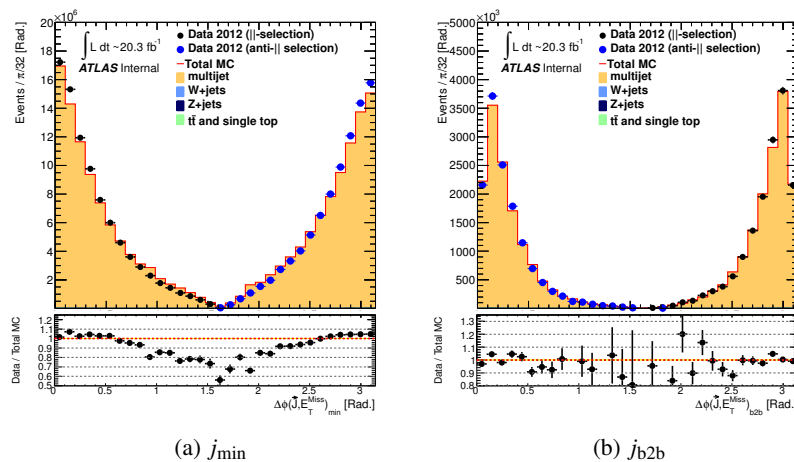 ×10⁶
Events / π/32 [Rad.]
20
18
16
14
12
10
8
6
4
2
∫ L dt ~20.3 fb⁻¹
ATLAS Internal
Data 2012 (||-selection)
Data 2012 (anti-|| selection)
Total MC
multijet
W+jets
Z+jets
tt̄ and single top
Data / Total MC
1.2
1.1
1
0.9
0.8
0.7
0.6
0.5
0 0.5 1 1.5 2 2.5 3
Δφ(J⃗,E_T^Miss)_min [Rad.]
(a) j_min
×10³
Events / π/32 [Rad.]
5000
4500
4000
3500
3000
2500
2000
1500
1000
500
∫ L dt ~20.3 fb⁻¹
ATLAS Internal
Data 2012 (||-selection)
Data 2012 (anti-|| selection)
Total MC
multijet
W+jets
Z+jets
tt̄ and single top
Data / Total MC
1.3
1.2
1.1
1
0.9
0.8
0 0.5 1 1.5 2 2.5 3
Δφ(J⃗,E_T^Miss)_b2b [Rad.]
(b) j_b2b